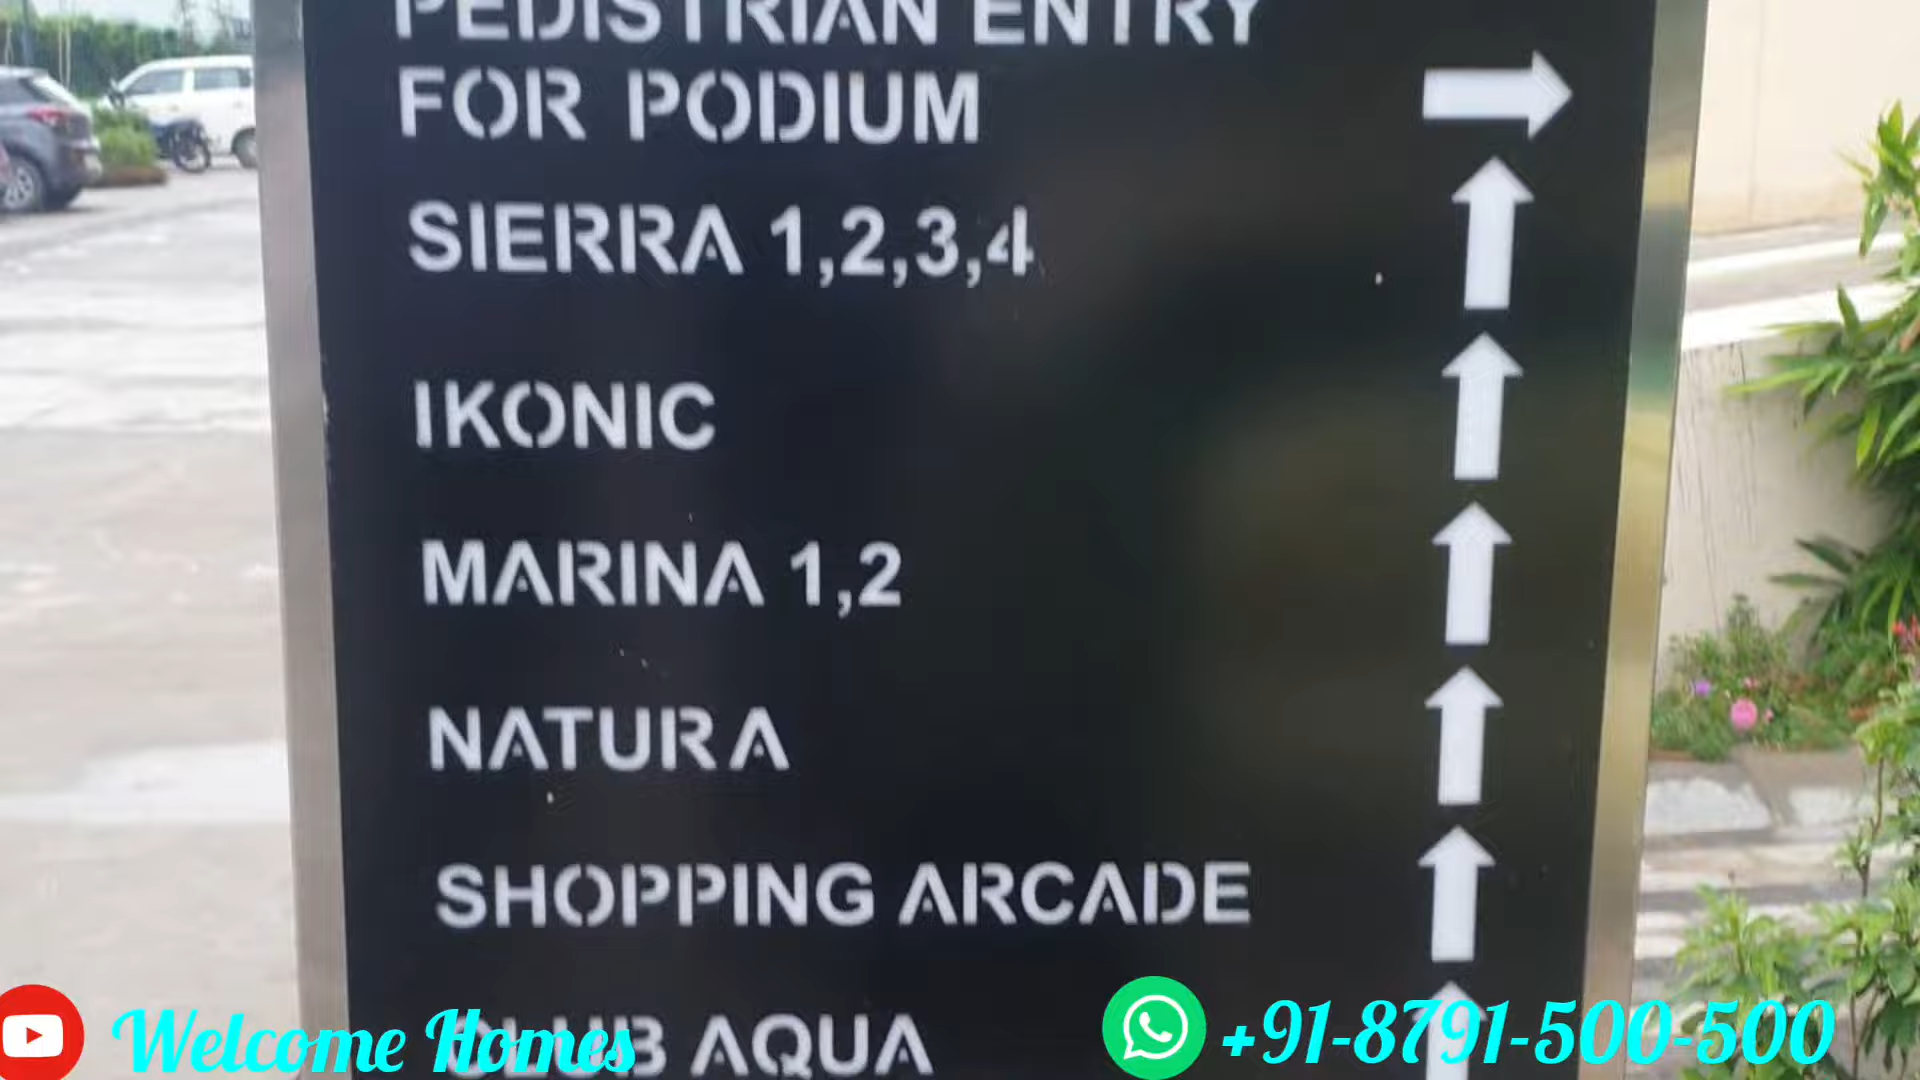 PEDISTRIAN ENTRY
FOR PODIUM
SIERRA 1,2,3,4
IKONIC
MARINA 1,2
NATURA
SHOPPING ARCADE
CLUB AQUA
Welcome Homes
+91-8791-500-500